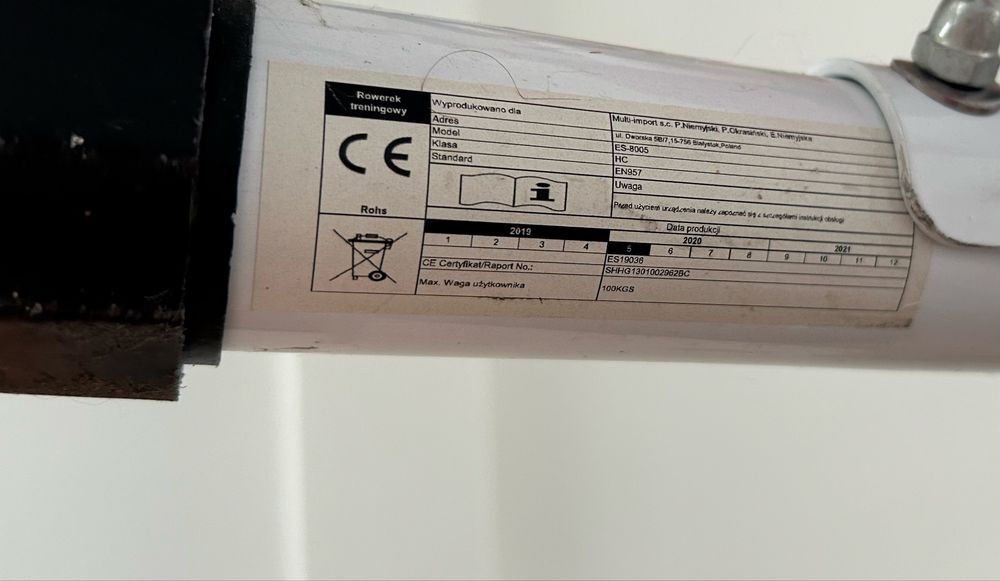 Rowerek
treningowy
CE
Rohs
Wyprodukowano dla Multi-import s.c. P.Niemyjski, P.Okrasiński, E.Niemyjska
Adres ul. Dworska 5B/7,15-756 Białystok,Poland
Model ES-8005
Klasa HC
Standard EN957
Uwaga
Przed użyciem urządzenia należy zapoznać się z szczegółami instrukcji obsługi
Data produkcji
2019 2020 2021
1 2 3 4 5 6 7 8 9 10 11 12
ES19036
CE Certyfikat/Raport No.: SHHG1301002962BC
Max. Waga użytkownika 100KGS